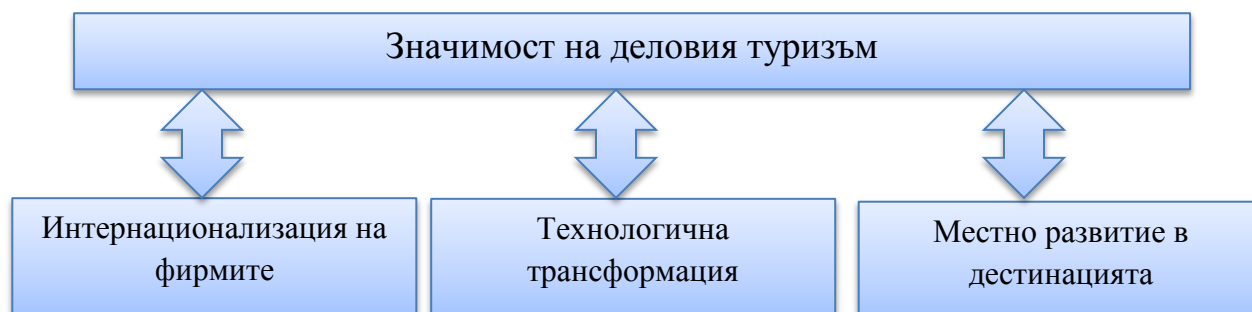 Значимост на деловия туризъм
Интернационализация на
фирмите
Технологична
трансформация
Местно развитие в
дестинацията